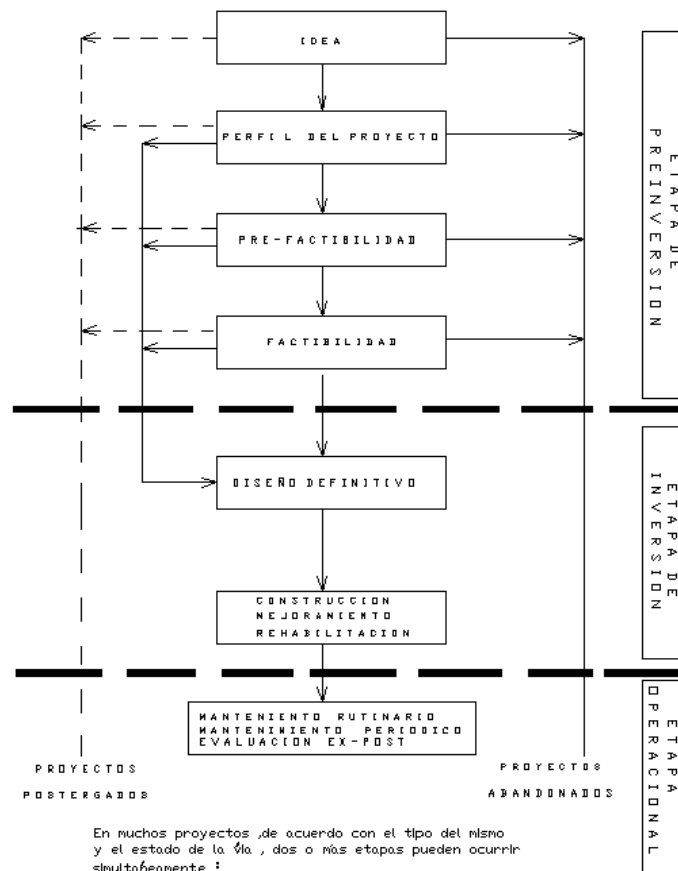 IDEA
PERFIL DEL PROYECTO
PRE-FACTIBILIDAD
FACTIBILIDAD
ETAPA DE
PREINVERSION
DISEÑO DEFINITIVO
CONSTRUCCION
MEJORAMIENTO
REHABILITACION
ETAPA DE
INVERSION
MANTENIENTO RUTINARIO
MANTENIMIENTO PERIODICO
EVALUACION EX-POST
ETAPA
OPERACIONAL
PROYECTOS
POSTERGADOS
PROYECTOS
ABANDONADOS
En muchos proyectos ,de acuerdo con el tipo del mismo
y el estado de la vía , dos o más etapas pueden ocurrir
simultáneamente :